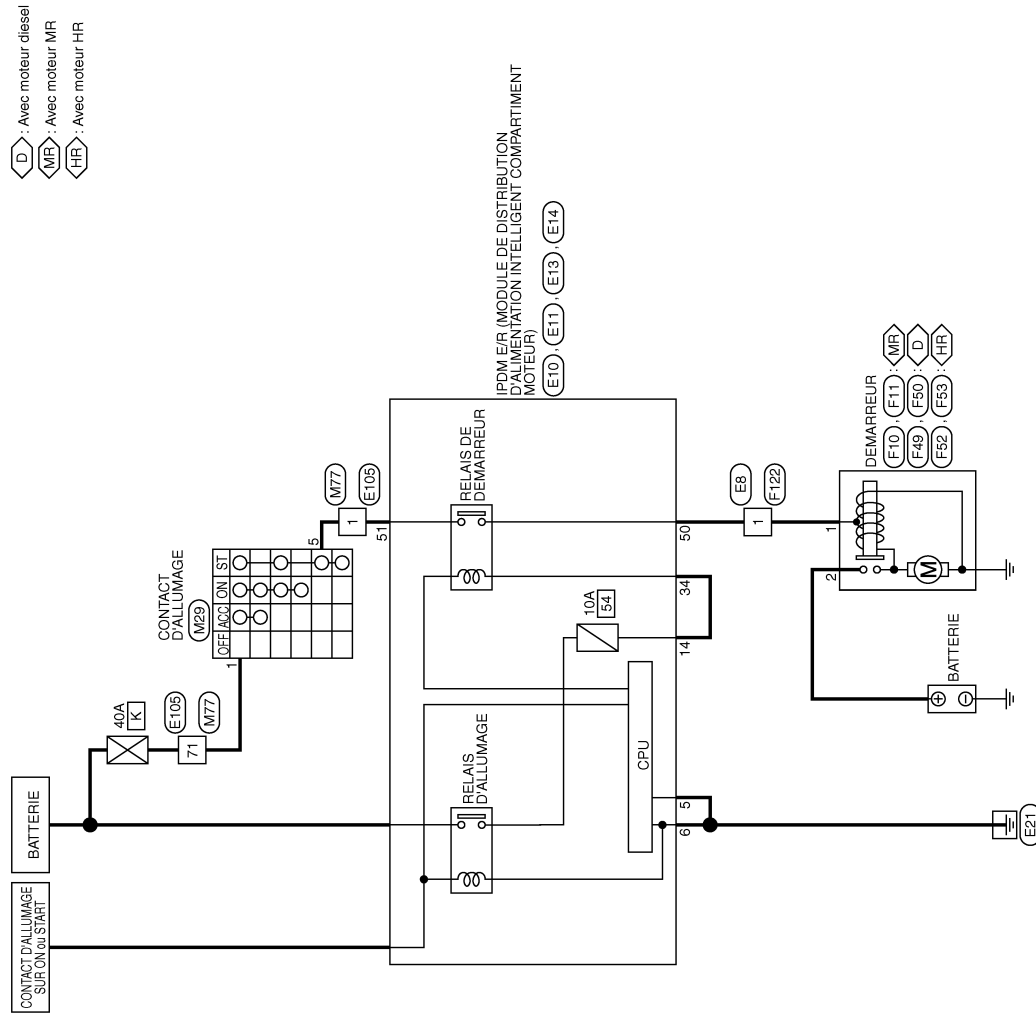 D : Avec moteur diesel
MR : Avec moteur MR
HR : Avec moteur HR
CONTACT D'ALLUMAGE
SUR ON ou START
BATTERIE
40A
K
71
E105
M77
1
CONTACT
D'ALLUMAGE
M29
OFF ACC ON ST
5
1
M77
E105
51
IPDM E/R (MODULE DE DISTRIBUTION
D'ALIMENTATION INTELLIGENT COMPARTIMENT
MOTEUR)
E10 , E11 , E13 , E14
RELAIS
D'ALLUMAGE
CPU
10A
54
RELAIS DE
DEMARREUR
6
5
14
34
50
1
E8
F122
E21
BATTERIE
+
-
2
1
M
DEMARREUR
F10 , F11 : MR
F49 , F50 : D
F52 , F53 : HR